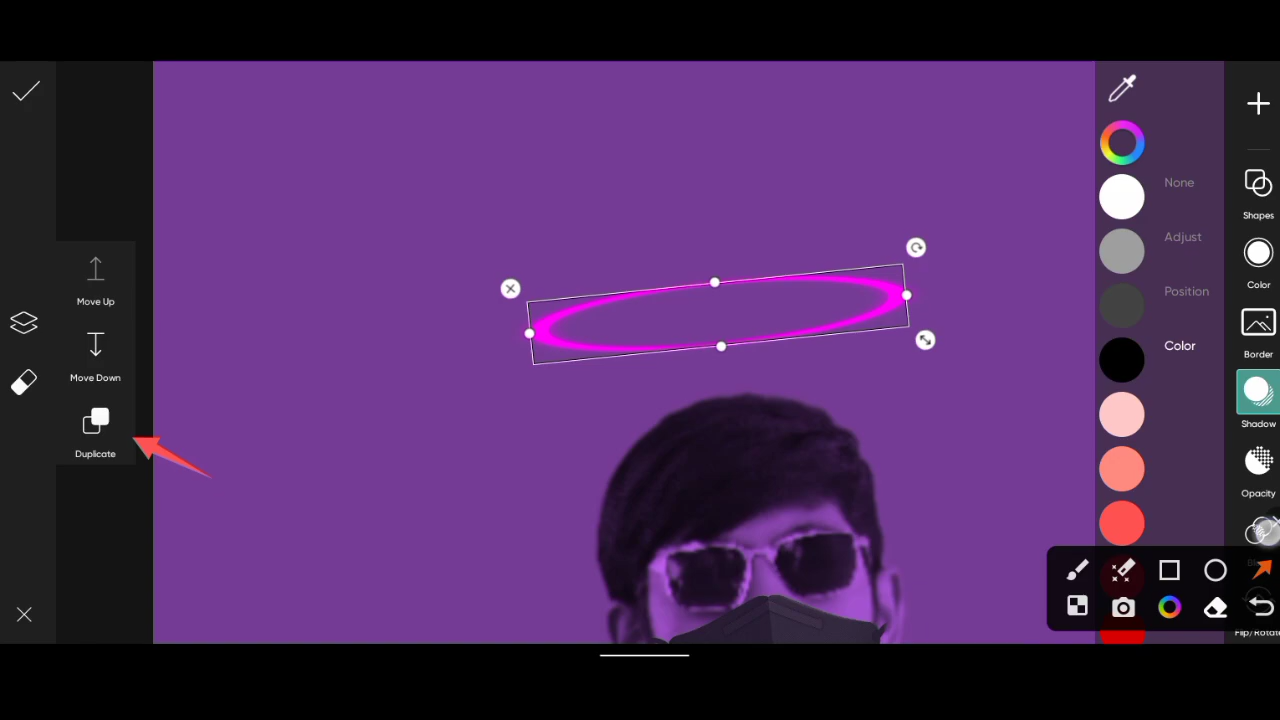 Move Up
Move Down
Duplicate
None
Adjust
Position
Color
Shapes
Color
Border
Shadow
Opacity
Flip/Rotate